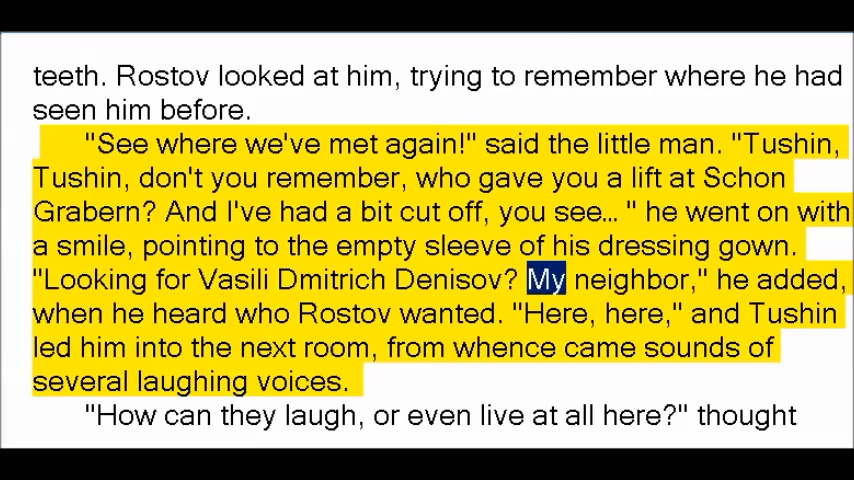 teeth. Rostov looked at him, trying to remember where he had
seen him before.
"See where we've met again!" said the little man. "Tushin,
Tushin, don't you remember, who gave you a lift at Schon
Grabern? And I've had a bit cut off, you see... " he went on with
a smile, pointing to the empty sleeve of his dressing gown.
"Looking for Vasili Dmitrich Denisov? My neighbor," he added,
when he heard who Rostov wanted. "Here, here," and Tushin
led him into the next room, from whence came sounds of
several laughing voices.
"How can they laugh, or even live at all here?" thought